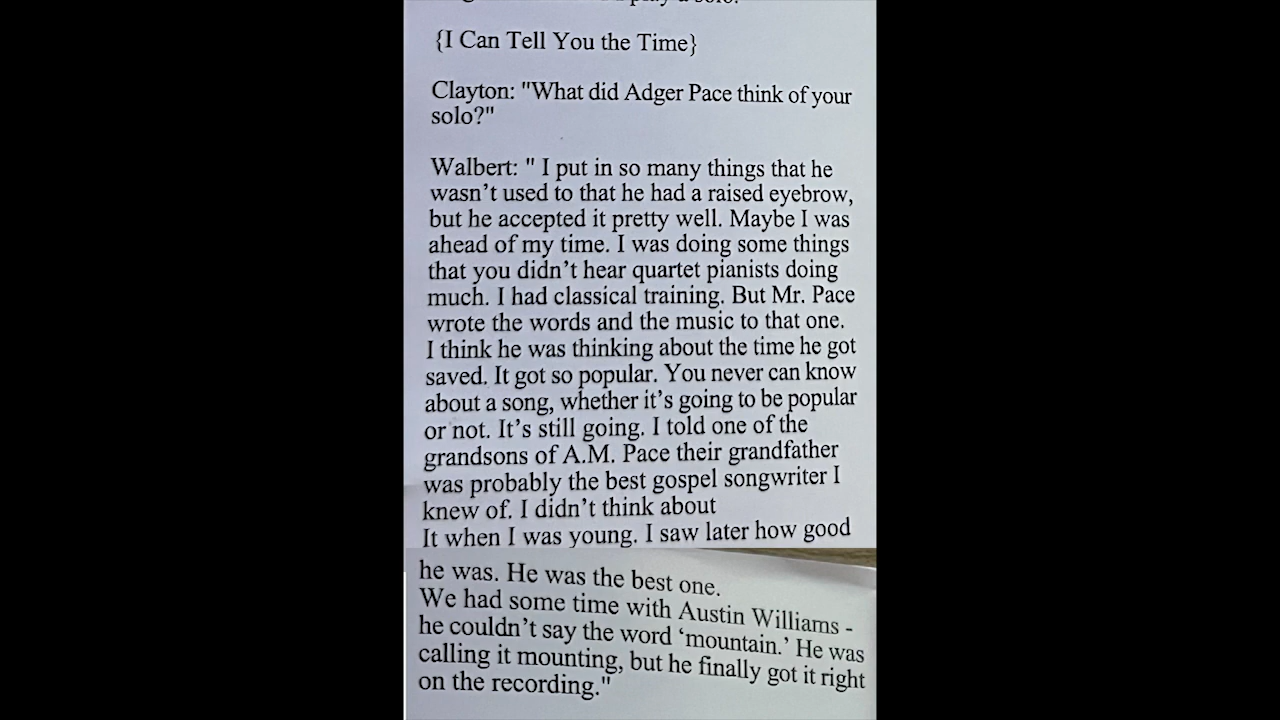 play a solo.
{I Can Tell You the Time}
Clayton: "What did Adger Pace think of your
solo?"
Walbert: " I put in so many things that he
wasn’t used to that he had a raised eyebrow,
but he accepted it pretty well. Maybe I was
ahead of my time. I was doing some things
that you didn’t hear quartet pianists doing
much. I had classical training. But Mr. Pace
wrote the words and the music to that one.
I think he was thinking about the time he got
saved. It got so popular. You never can know
about a song, whether it’s going to be popular
or not. It’s still going. I told one of the
grandsons of A.M. Pace their grandfather
was probably the best gospel songwriter I
knew of. I didn’t think about
It when I was young. I saw later how good
he was. He was the best one.
We had some time with Austin Williams -
he couldn’t say the word ‘mountain.’ He was
calling it mounting, but he finally got it right
on the recording."